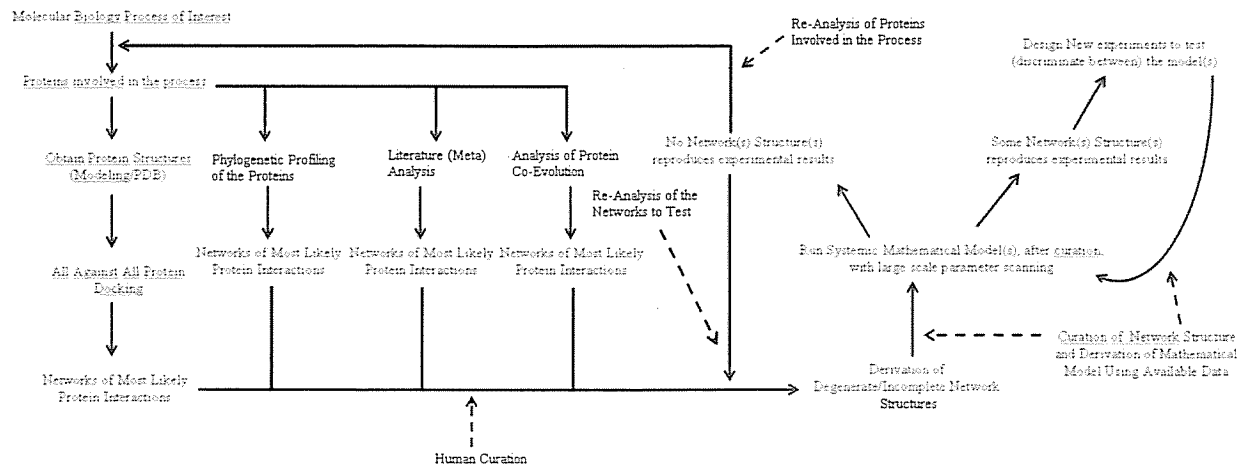 Molecular Biology Process of Interest
Re-Analysis of Proteins
Involved in the Process
Design New experiments to test
(discriminate between) the model(s)
Proteins involved in the process
Obtain Protein Structures
(Modeling/PDB)
Phylogenetic Profiling
of the Proteins
Literature (Meta)
Analysis
Analysis of Protein
Co-Evolution
No Network(s) Structure(s)
reproduces experimental results
Some Network(s) Structure(s)
reproduces experimental results
Re-Analysis of the
Networks to Test
Networks of Most Likely
Protein Interactions
Networks of Most Likely
Protein Interactions
Networks of Most Likely
Protein Interactions
All Against All Protein
Docking
Run Systemic Mathematical Model(s), after curation,
with large scale parameter scanning
Networks of Most Likely
Protein Interactions
Derivation of
Degenerate/Incomplete Network
Structures
Curation of Network Structure
and Derivation of Mathematical
Model Using Available Data
Human Curation